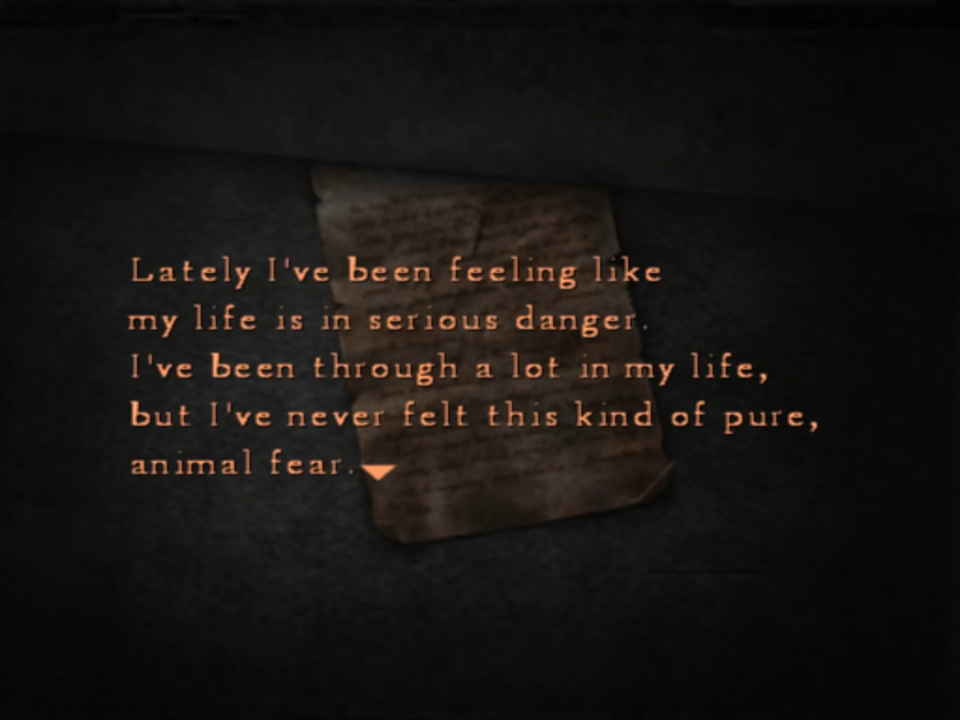 Lately I've been feeling like
my life is in serious danger.
I've been through a lot in my life,
but I've never felt this kind of pure,
animal fear.